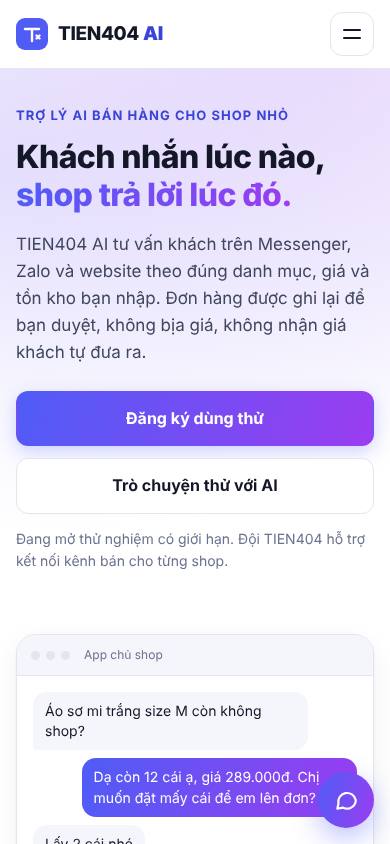 TIEN404 AI
TRỢ LÝ AI BÁN HÀNG CHO SHOP NHỎ
Khách nhắn lúc nào,
shop trả lời lúc đó.
TIEN404 AI tư vấn khách trên Messenger,
Zalo và website theo đúng danh mục, giá và
tồn kho bạn nhập. Đơn hàng được ghi lại để
bạn duyệt, không bịa giá, không nhận giá
khách tự đưa ra.
Đăng ký dùng thử
Trò chuyện thử với AI
Đang mở thử nghiệm có giới hạn. Đội TIEN404 hỗ trợ
kết nối kênh bán cho từng shop.
App chủ shop
Áo sơ mi trắng size M còn không
shop?
Dạ còn 12 cái ạ, giá 289.000đ. Chị
muốn đặt mấy cái để em lên đơn?
Lấy 2 cái nhé